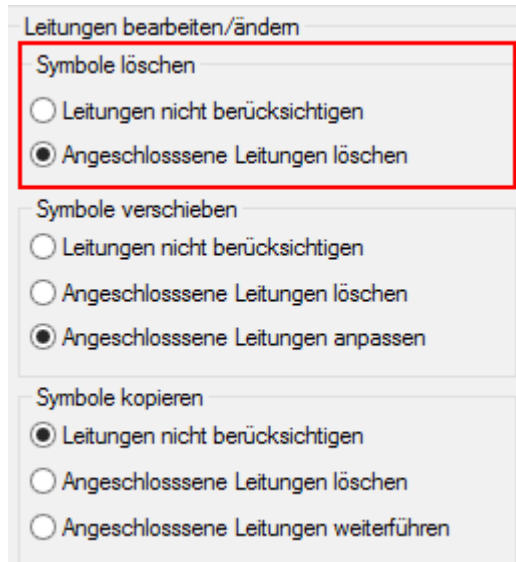 Leitungen bearbeiten/ändern
Symbole löschen
Leitungen nicht berücksichtigen
Angeschlosssene Leitungen löschen
Symbole verschieben
Leitungen nicht berücksichtigen
Angeschlosssene Leitungen löschen
Angeschlosssene Leitungen anpassen
Symbole kopieren
Leitungen nicht berücksichtigen
Angeschlosssene Leitungen löschen
Angeschlosssene Leitungen weiterführen